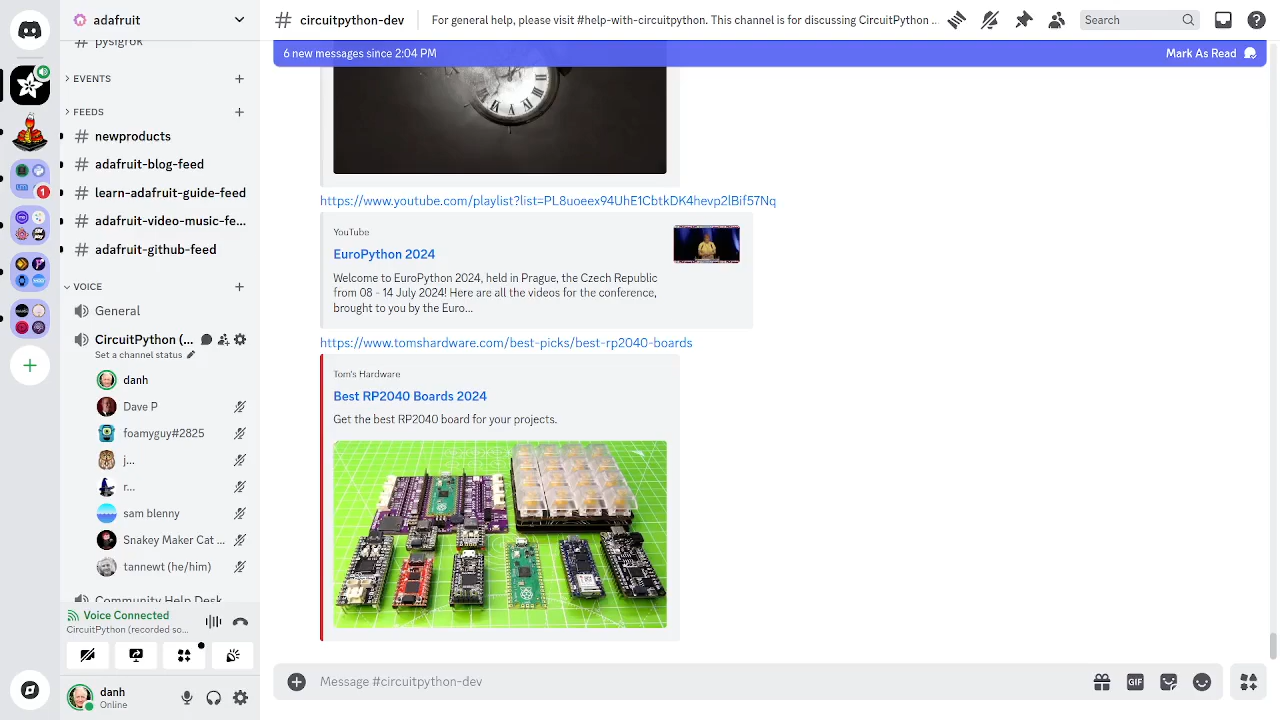 adafruit
circuitpython-dev
For general help, please visit #help-with-circuitpython. This channel is for discussing CircuitPython ...
Search
6 new messages since 2:04 PM
Mark As Read
pysigrok
EVENTS
FEEDS
newproducts
adafruit-blog-feed
learn-adafruit-guide-feed
adafruit-video-music-fe...
adafruit-github-feed
VOICE
General
CircuitPython (...
Set a channel status
danh
Dave P
foamyguy#2825
j...
r...
sam blenny
Snakey Maker Cat ...
tannewt (he/him)
Community Help Desk
Voice Connected
CircuitPython (recorded so...
danh
Online
1
https://www.youtube.com/playlist?list=PL8uoeex94UhE1CbtkDK4hevp2lBif57Nq
YouTube
EuroPython 2024
Welcome to EuroPython 2024, held in Prague, the Czech Republic
from 08 - 14 July 2024! Here are all the videos for the conference,
brought to you by the Euro...
https://www.tomshardware.com/best-picks/best-rp2040-boards
Tom's Hardware
Best RP2040 Boards 2024
Get the best RP2040 board for your projects.
Message #circuitpython-dev
GIF